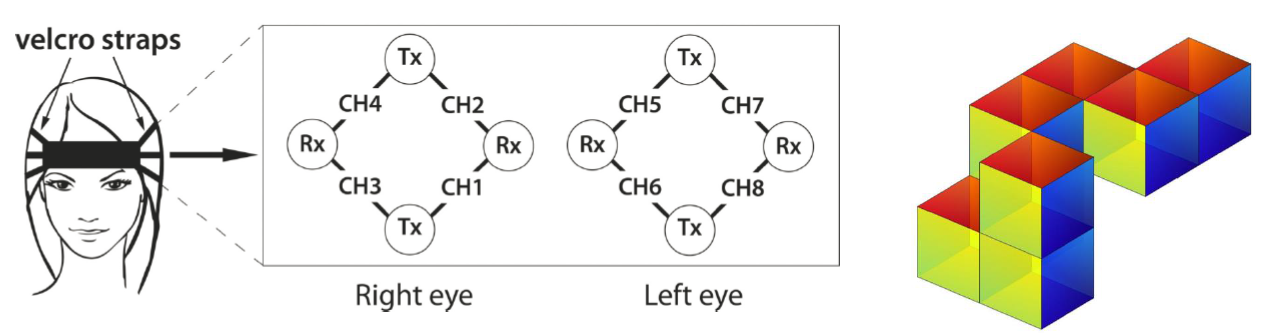 velcro straps
Tx Tx
CH4 CH2 CH5 CH7
Rx Rx Rx Rx
CH3 CH1 CH6 CH8
Tx Tx
Right eye Left eye